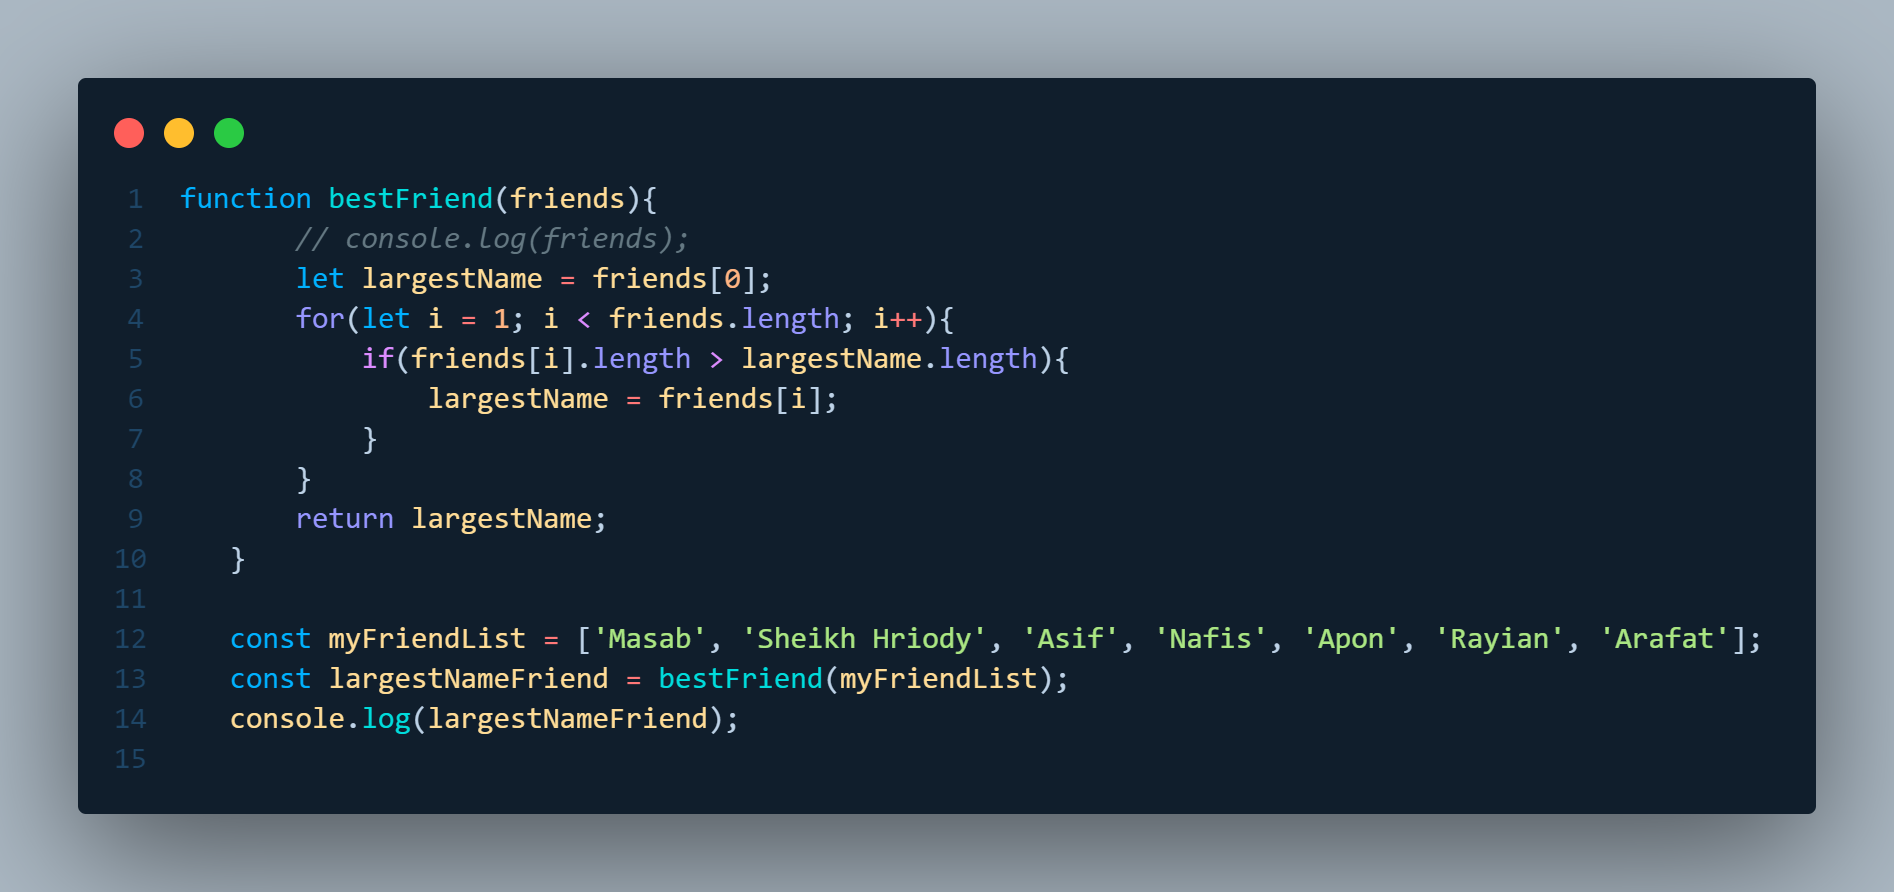 1 function bestFriend(friends){
2 // console.log(friends);
3 let largestName = friends[0];
4 for(let i = 1; i < friends.length; i++){
5 if(friends[i].length > largestName.length){
6 largestName = friends[i];
7 }
8 }
9 return largestName;
10 }
11
12 const myFriendList = ['Masab', 'Sheikh Hriody', 'Asif', 'Nafis', 'Apon', 'Rayian', 'Arafat'];
13 const largestNameFriend = bestFriend(myFriendList);
14 console.log(largestNameFriend);
15